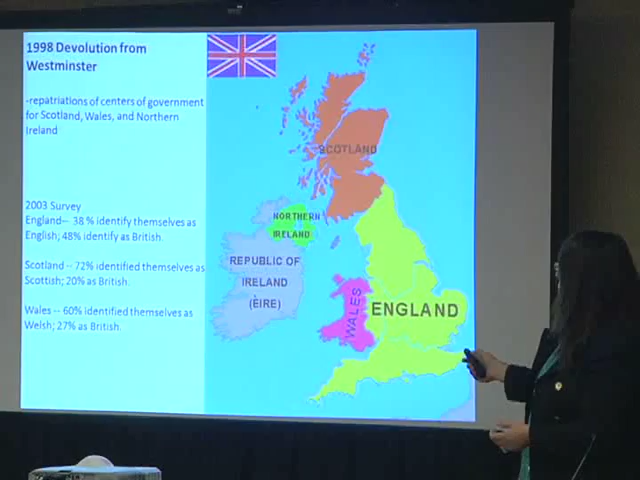 1998 Devolution from
Westminster
-repatriations of centers of government
for Scotland, Wales, and Northern
Ireland
2003 Survey
England-- 38 % identify themselves as
English; 48% identify as British.
Scotland -- 72% identified themselves as
Scottish; 20% as British.
Wales -- 60% identified themselves as
Welsh; 27% as British.
SCOTLAND
NORTHERN
IRELAND
REPUBLIC OF
IRELAND
(ÈIRE)
WALES
ENGLAND